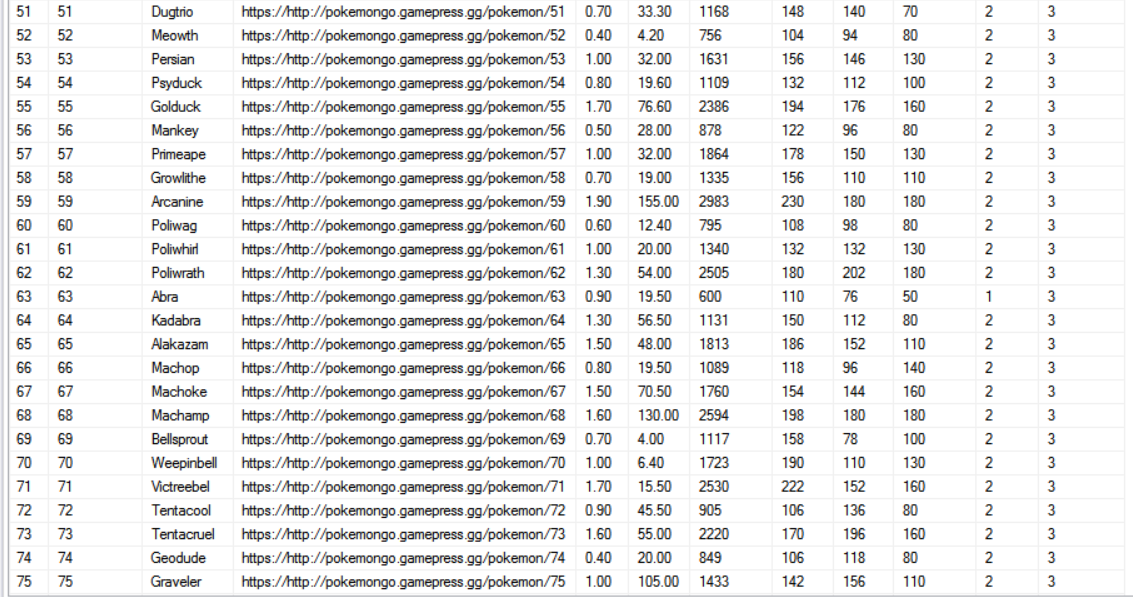 51 51 Dugtrio https://http://pokemongo.gamepress.gg/pokemon/51 0.70 33.30 1168 148 140 70 2 3
52 52 Meowth https://http://pokemongo.gamepress.gg/pokemon/52 0.40 4.20 756 104 94 80 2 3
53 53 Persian https://http://pokemongo.gamepress.gg/pokemon/53 1.00 32.00 1631 156 146 130 2 3
54 54 Psyduck https://http://pokemongo.gamepress.gg/pokemon/54 0.80 19.60 1109 132 112 100 2 3
55 55 Golduck https://http://pokemongo.gamepress.gg/pokemon/55 1.70 76.60 2386 194 176 160 2 3
56 56 Mankey https://http://pokemongo.gamepress.gg/pokemon/56 0.50 28.00 878 122 96 80 2 3
57 57 Primeape https://http://pokemongo.gamepress.gg/pokemon/57 1.00 32.00 1864 178 150 130 2 3
58 58 Growlithe https://http://pokemongo.gamepress.gg/pokemon/58 0.70 19.00 1335 156 110 110 2 3
59 59 Arcanine https://http://pokemongo.gamepress.gg/pokemon/59 1.90 155.00 2983 230 180 180 2 3
60 60 Poliwag https://http://pokemongo.gamepress.gg/pokemon/60 0.60 12.40 795 108 98 80 2 3
61 61 Poliwhirl https://http://pokemongo.gamepress.gg/pokemon/61 1.00 20.00 1340 132 132 130 2 3
62 62 Poliwrath https://http://pokemongo.gamepress.gg/pokemon/62 1.30 54.00 2505 180 202 180 2 3
63 63 Abra https://http://pokemongo.gamepress.gg/pokemon/63 0.90 19.50 600 110 76 50 1 3
64 64 Kadabra https://http://pokemongo.gamepress.gg/pokemon/64 1.30 56.50 1131 150 112 80 2 3
65 65 Alakazam https://http://pokemongo.gamepress.gg/pokemon/65 1.50 48.00 1813 186 152 110 2 3
66 66 Machop https://http://pokemongo.gamepress.gg/pokemon/66 0.80 19.50 1089 118 96 140 2 3
67 67 Machoke https://http://pokemongo.gamepress.gg/pokemon/67 1.50 70.50 1760 154 144 160 2 3
68 68 Machamp https://http://pokemongo.gamepress.gg/pokemon/68 1.60 130.00 2594 198 180 180 2 3
69 69 Bellsprout https://http://pokemongo.gamepress.gg/pokemon/69 0.70 4.00 1117 158 78 100 2 3
70 70 Weepinbell https://http://pokemongo.gamepress.gg/pokemon/70 1.00 6.40 1723 190 110 130 2 3
71 71 Victreebel https://http://pokemongo.gamepress.gg/pokemon/71 1.70 15.50 2530 222 152 160 2 3
72 72 Tentacool https://http://pokemongo.gamepress.gg/pokemon/72 0.90 45.50 905 106 136 80 2 3
73 73 Tentacruel https://http://pokemongo.gamepress.gg/pokemon/73 1.60 55.00 2220 170 196 160 2 3
74 74 Geodude https://http://pokemongo.gamepress.gg/pokemon/74 0.40 20.00 849 106 118 80 2 3
75 75 Graveler https://http://pokemongo.gamepress.gg/pokemon/75 1.00 105.00 1433 142 156 110 2 3